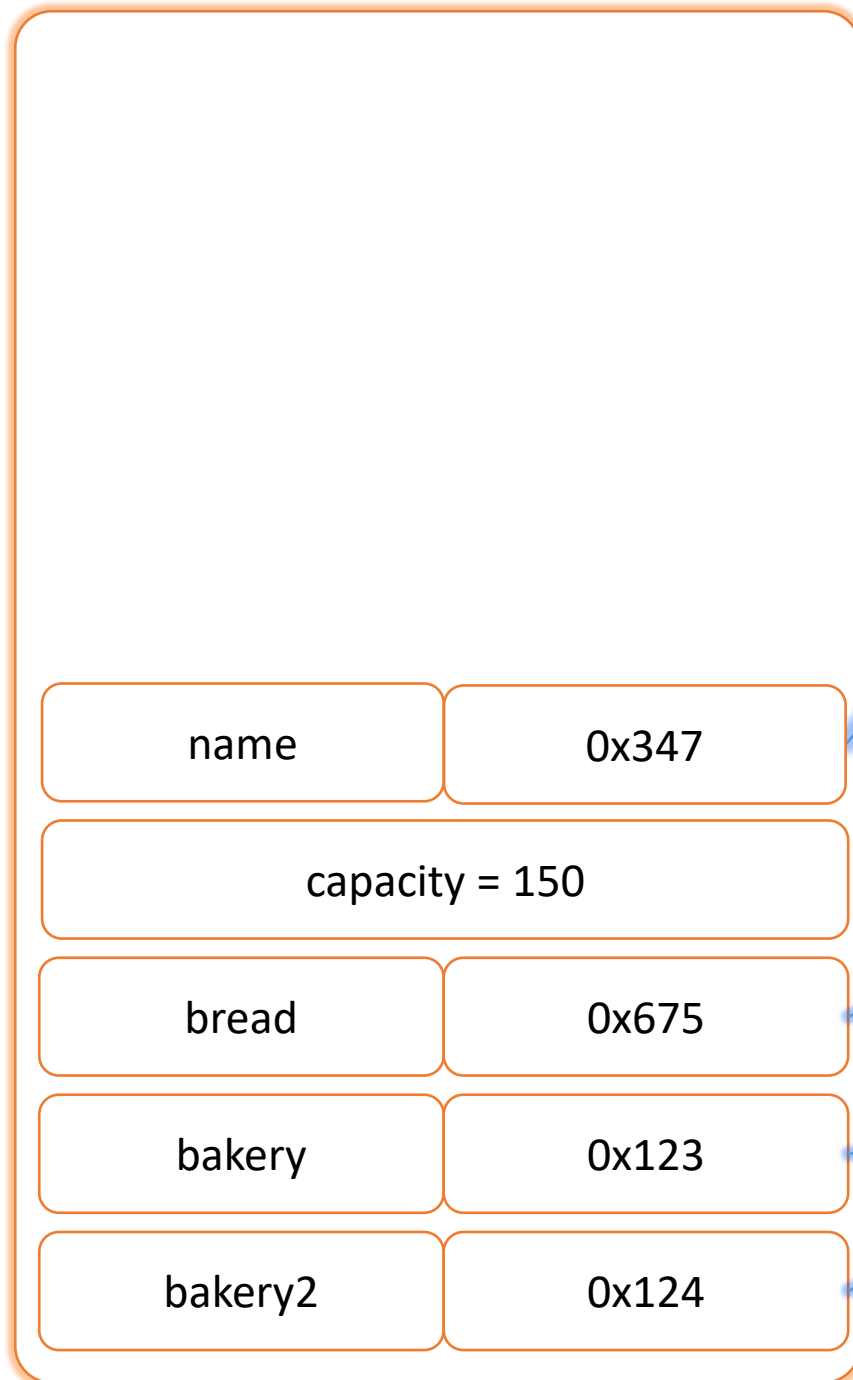 name 0x347
capacity = 150
bread 0x675
bakery 0x123
bakery2 0x124